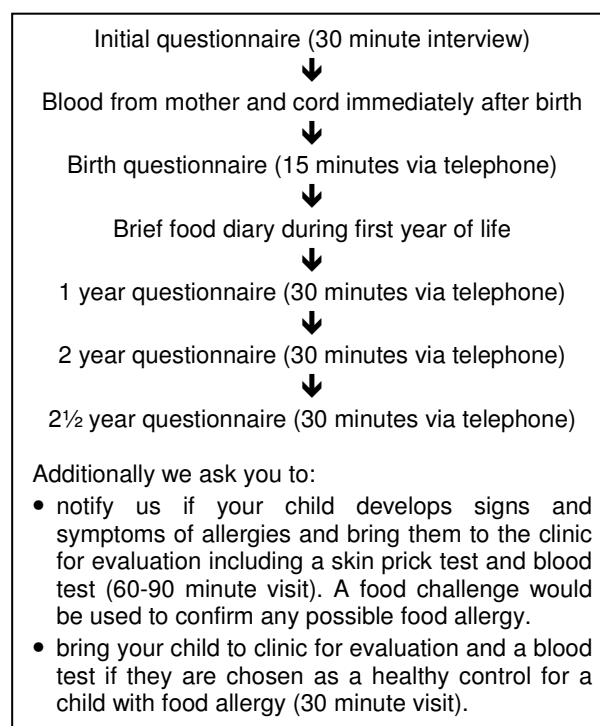 Initial questionnaire (30 minute interview)
🡻
Blood from mother and cord immediately after birth
🡻
Birth questionnaire (15 minutes via telephone)
🡻
Brief food diary during first year of life
🡻
1 year questionnaire (30 minutes via telephone)
🡻
2 year questionnaire (30 minutes via telephone)
🡻
2½ year questionnaire (30 minutes via telephone)
Additionally we ask you to:
• notify us if your child develops signs and
symptoms of allergies and bring them to the clinic
for evaluation including a skin prick test and blood
test (60-90 minute visit). A food challenge would
be used to confirm any possible food allergy.
• bring your child to clinic for evaluation and a blood
test if they are chosen as a healthy control for a
child with food allergy (30 minute visit).